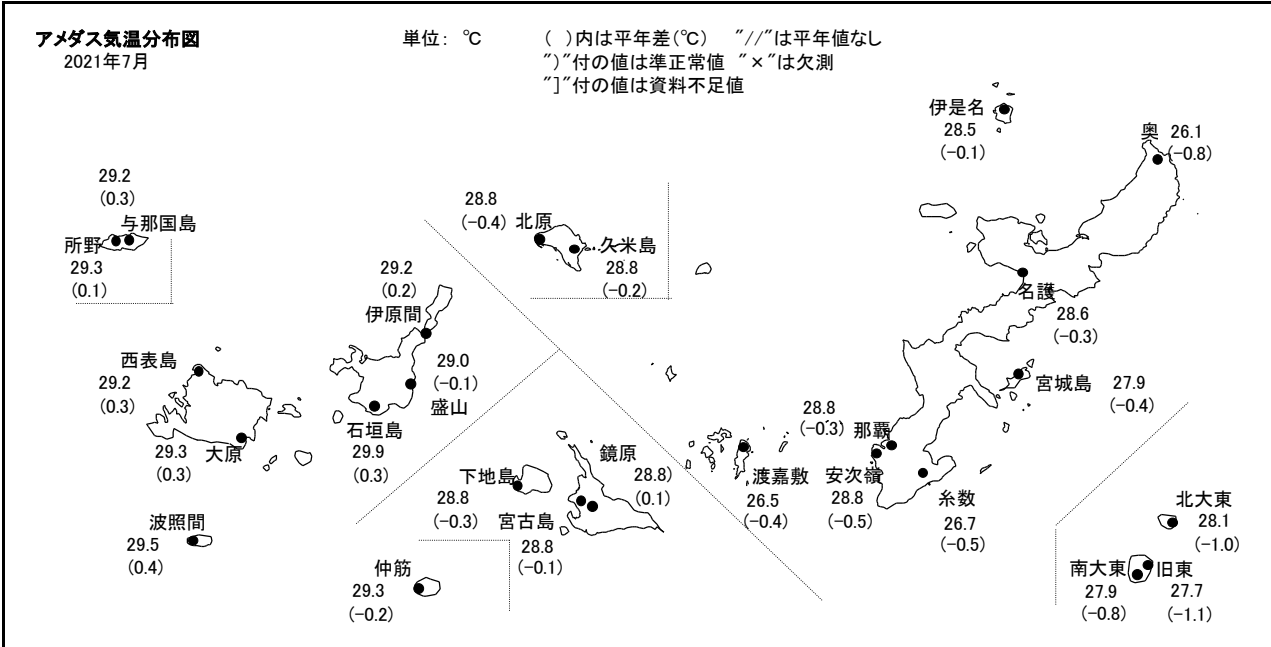 アメダス気温分布図
2021年7月
単位： ℃
( )内は平年差(℃) "//"は平年値なし
")"付の値は準正常値 "×"は欠測
"]"付の値は資料不足値
伊是名
28.5
(-0.1)
奥 26.1
(-0.8)
29.2
(0.3)
与那国島
所野
29.3
(0.1)
28.8
(-0.4)
北原
久米島
28.8
(-0.2)
名護
28.6
(-0.3)
29.2
(0.2)
伊原間
29.0
(-0.1)
盛山
石垣島
29.9
(0.3)
西表島
29.2
(0.3)
大原
29.3
(0.3)
波照間
29.5
(0.4)
宮城島
27.9
(-0.4)
28.8
(-0.3)
那覇
渡嘉敷
26.5
(-0.4)
安次嶺
28.8
(-0.5)
糸数
26.7
(-0.5)
下地島
28.8
(-0.3)
鏡原
28.8)
(0.1)
宮古島
28.8
(-0.1)
仲筋
29.3
(-0.2)
北大東
28.1
(-1.0)
南大東
27.9
(-0.8)
旧東
27.7
(-1.1)